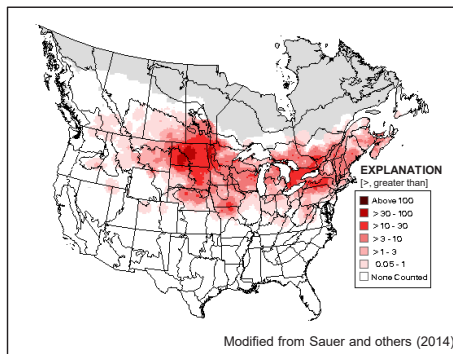 EXPLANATION
[>, greater than]
Above 100
> 30 - 100
> 10 - 30
> 3 - 10
> 1 - 3
0.05 - 1
None Counted
Modified from Sauer and others (2014)